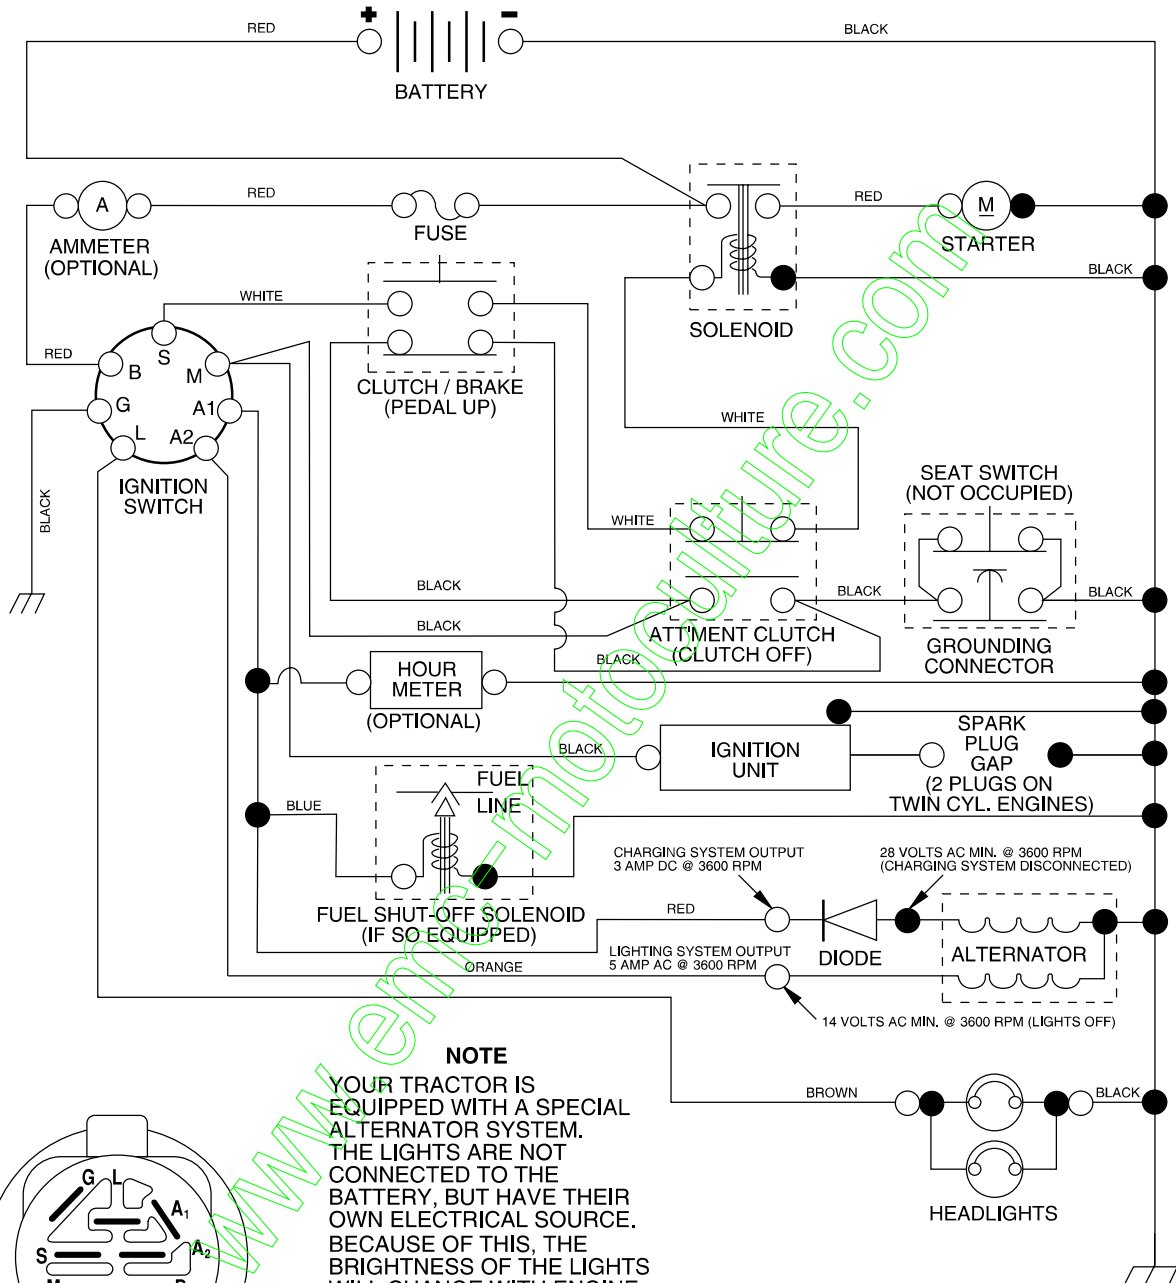 + -
RED
BLACK
BATTERY
A
RED
RED
M
AMMETER
(OPTIONAL)
FUSE
STARTER
BLACK
WHITE
SOLENOID
S
RED
B
M
CLUTCH / BRAKE
(PEDAL UP)
G
A1
L
A2
WHITE
IGNITION
SWITCH
BLACK
SEAT SWITCH
(NOT OCCUPIED)
WHITE
BLACK
BLACK
BLACK
BLACK
ATT'MENT CLUTCH
(CLUTCH OFF)
GROUNDING
CONNECTOR
BLACK
HOUR
METER
(OPTIONAL)
BLACK
IGNITION
UNIT
SPARK
PLUG
GAP
(2 PLUGS ON
TWIN CYL. ENGINES)
FUEL
LINE
BLUE
CHARGING SYSTEM OUTPUT
3 AMP DC @ 3600 RPM
28 VOLTS AC MIN. @ 3600 RPM
(CHARGING SYSTEM DISCONNECTED)
FUEL SHUT-OFF SOLENOID
(IF SO EQUIPPED)
RED
DIODE
ALTERNATOR
LIGHTING SYSTEM OUTPUT
5 AMP AC @ 3600 RPM
ORANGE
14 VOLTS AC MIN. @ 3600 RPM (LIGHTS OFF)
BROWN
BLACK
HEADLIGHTS
NOTE
YOUR TRACTOR IS
EQUIPPED WITH A SPECIAL
ALTERNATOR SYSTEM.
THE LIGHTS ARE NOT
CONNECTED TO THE
BATTERY, BUT HAVE THEIR
OWN ELECTRICAL SOURCE.
BECAUSE OF THIS, THE
BRIGHTNESS OF THE LIGHTS
WILL CHANGE WITH ENGINE
G L
A1
A2
S
M
B
www.emc-motoculture.com